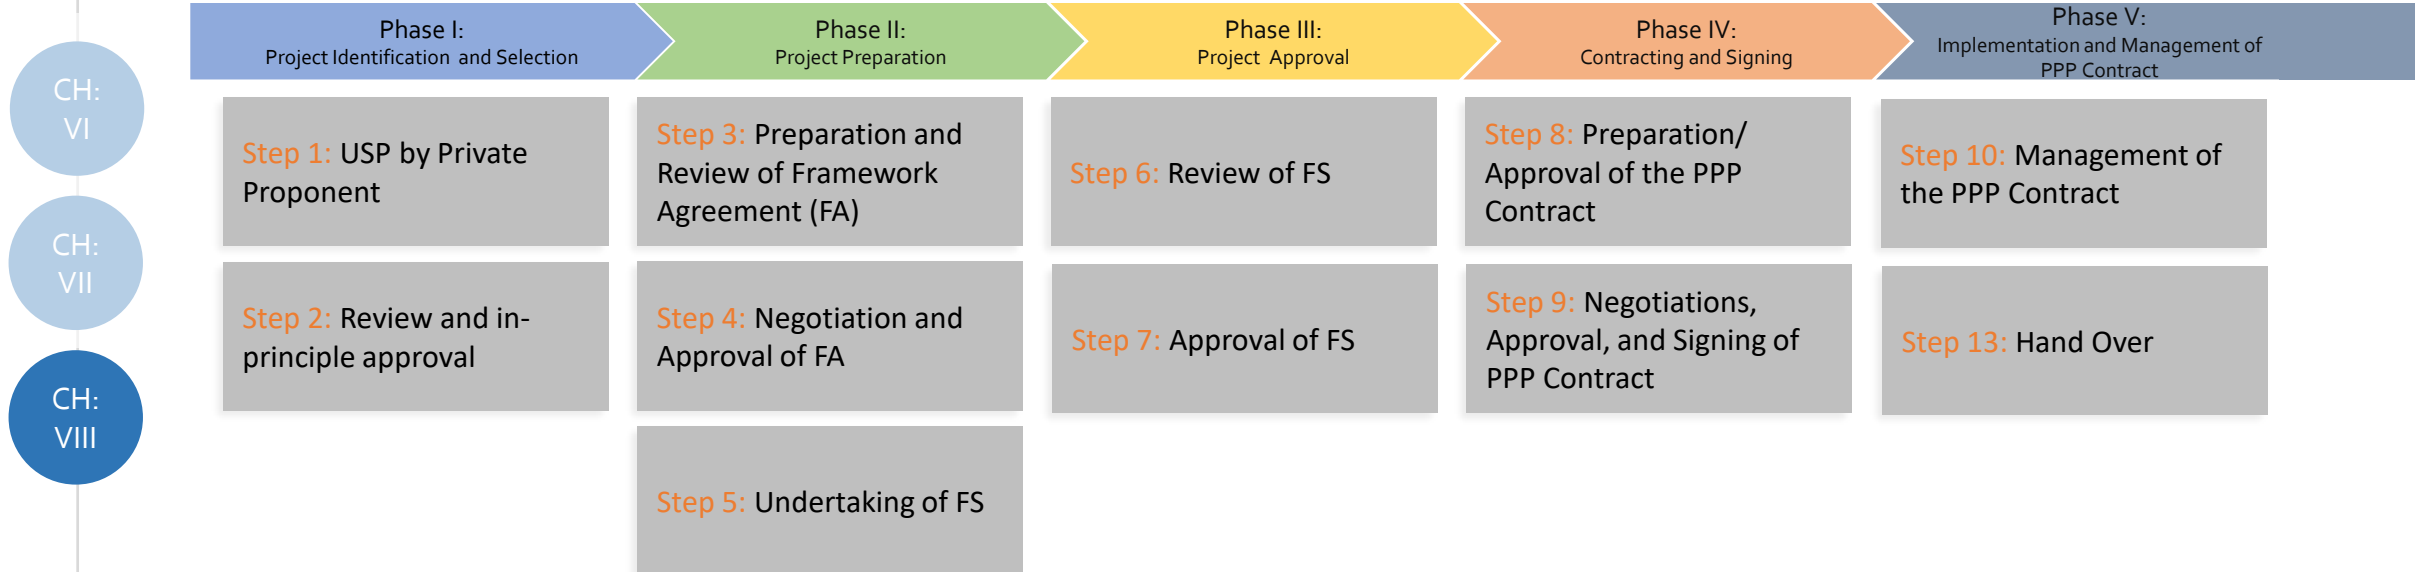 CH:
VI
CH:
VII
CH:
VIII
Phase I:
Project Identification and Selection
Phase II:
Project Preparation
Phase III:
Project Approval
Phase IV:
Contracting and Signing
Phase V:
Implementation and Management of
PPP Contract
Step 1: USP by Private
Proponent
Step 2: Review and in-
principle approval
Step 3: Preparation and
Review of Framework
Agreement (FA)
Step 4: Negotiation and
Approval of FA
Step 5: Undertaking of FS
Step 6: Review of FS
Step 7: Approval of FS
Step 8: Preparation/
Approval of the PPP
Contract
Step 9: Negotiations,
Approval, and Signing of
PPP Contract
Step 10: Management of
the PPP Contract
Step 13: Hand Over